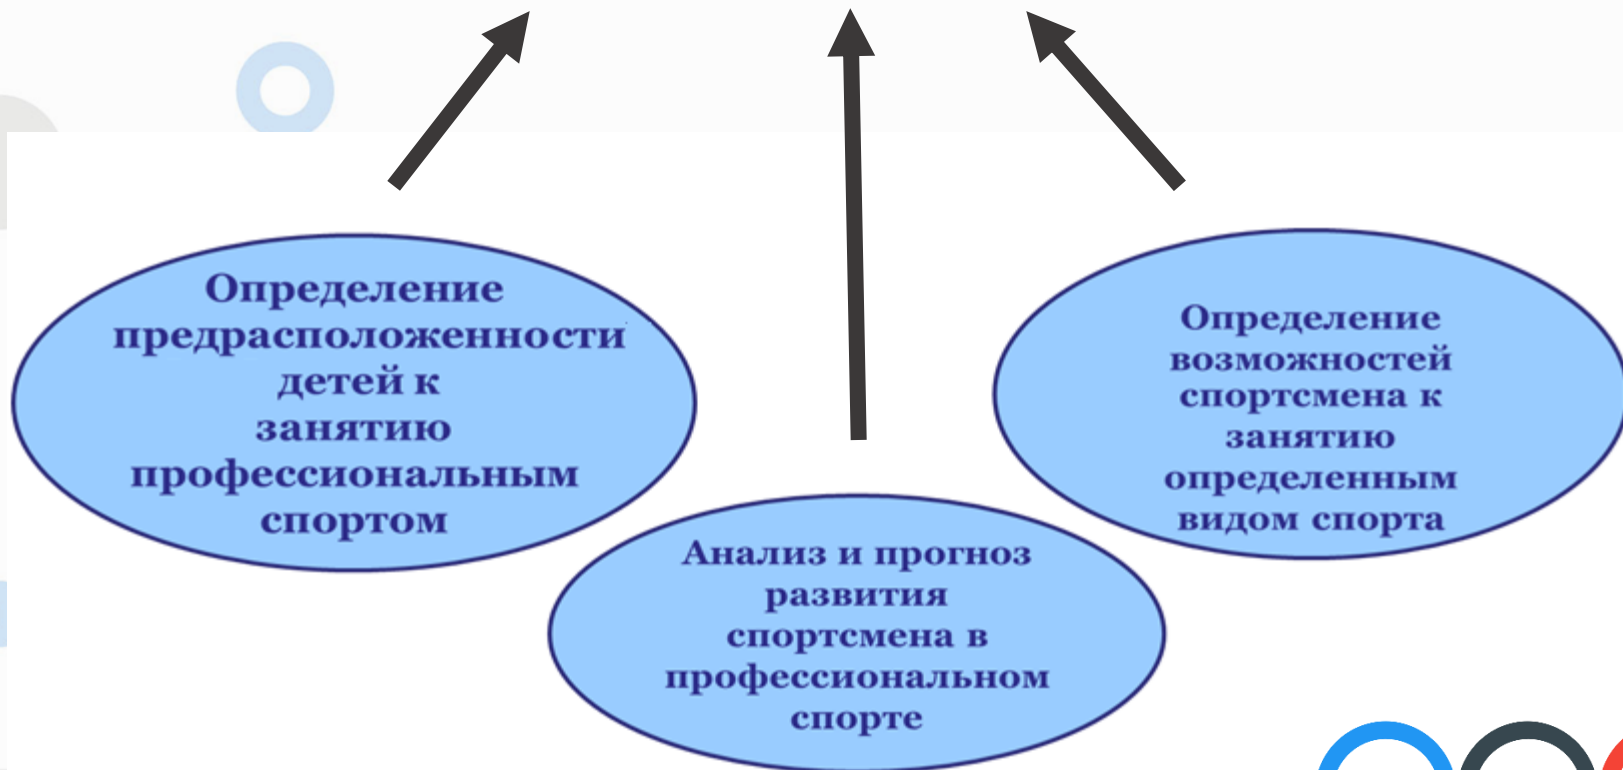 Определение
предрасположенности
детей к
занятию
профессиональным
спортом
Анализ и прогноз
развития
спортсмена в
профессиональном
спорте
Определение
возможностей
спортсмена к
занятию
определенным
видом спорта